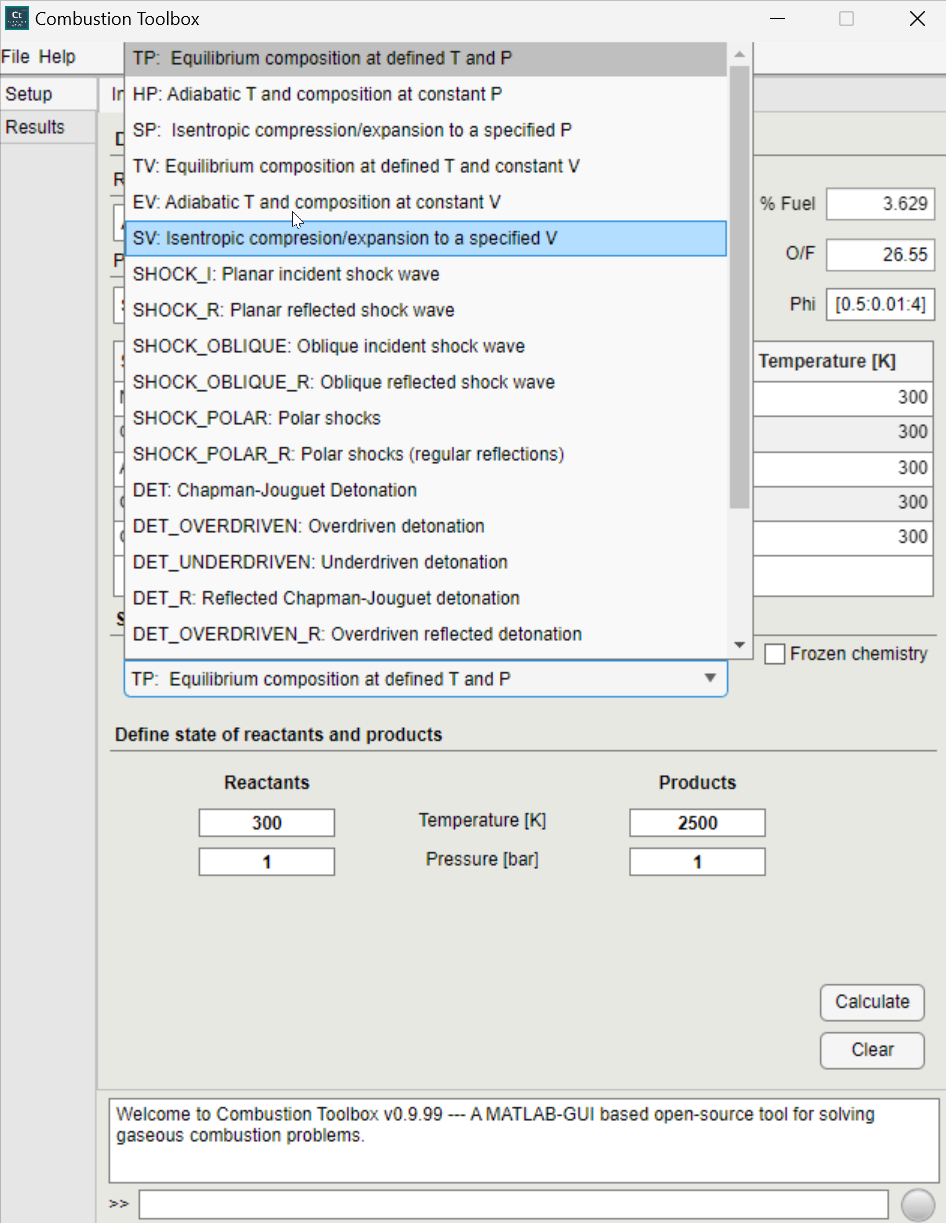 Ct
Combustion Toolbox
File Help
Setup
Results
TP: Equilibrium composition at defined T and P
HP: Adiabatic T and composition at constant P
SP: Isentropic compression/expansion to a specified P
TV: Equilibrium composition at defined T and constant V
EV: Adiabatic T and composition at constant V
SV: Isentropic compresion/expansion to a specified V
SHOCK_I: Planar incident shock wave
SHOCK_R: Planar reflected shock wave
SHOCK_OBLIQUE: Oblique incident shock wave
SHOCK_OBLIQUE_R: Oblique reflected shock wave
SHOCK_POLAR: Polar shocks
SHOCK_POLAR_R: Polar shocks (regular reflections)
DET: Chapman-Jouguet Detonation
DET_OVERDRIVEN: Overdriven detonation
DET_UNDERDRIVEN: Underdriven detonation
DET_R: Reflected Chapman-Jouguet detonation
DET_OVERDRIVEN_R: Overdriven reflected detonation
% Fuel 3.629
O/F 26.55
Phi [0.5:0.01:4]
Temperature [K]
300
300
300
300
300
Frozen chemistry
TP: Equilibrium composition at defined T and P
Define state of reactants and products
Reactants Products
300 Temperature [K] 2500
1 Pressure [bar] 1
Calculate
Clear
Welcome to Combustion Toolbox v0.9.99 --- A MATLAB-GUI based open-source tool for solving
gaseous combustion problems.
>>